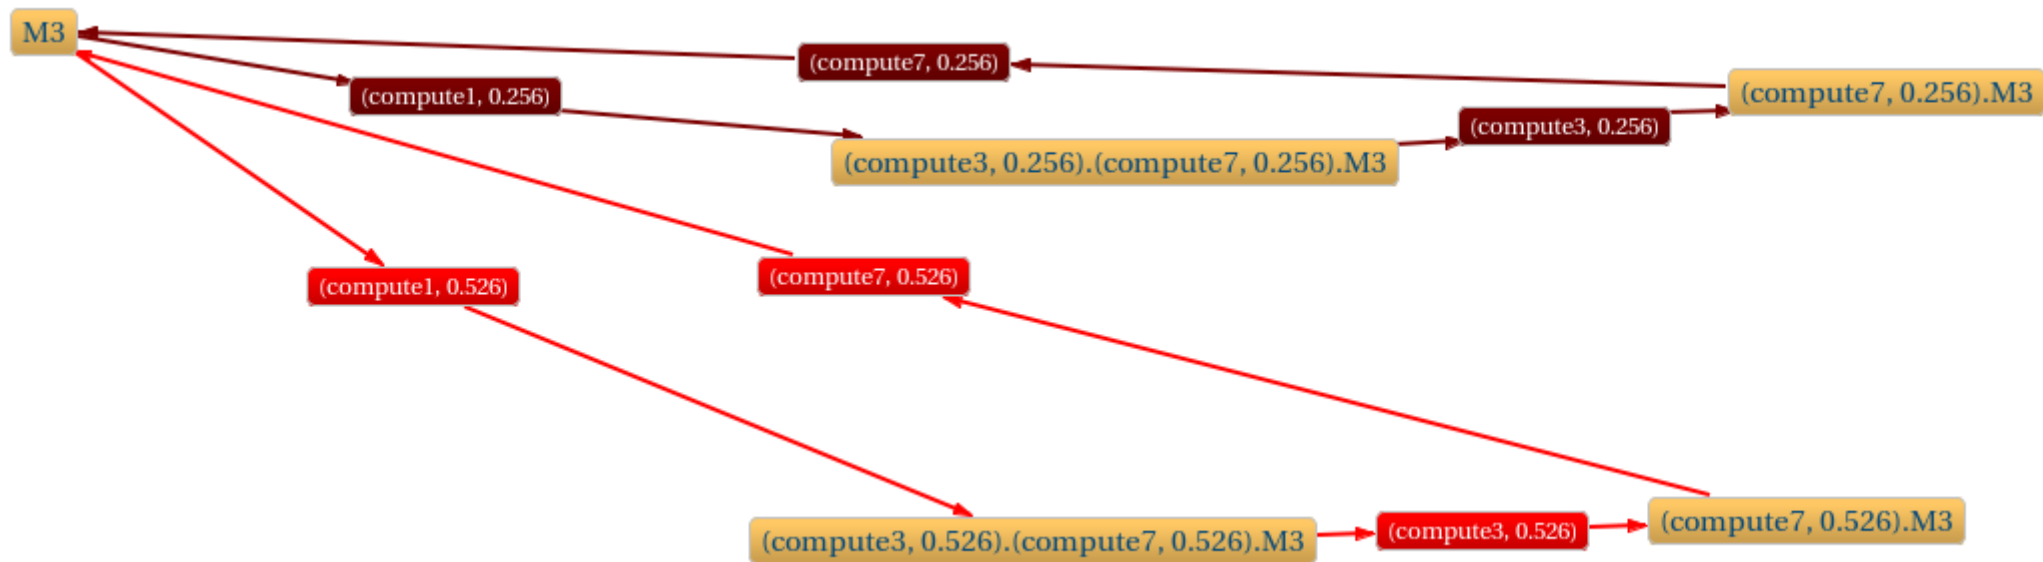 M3
(compute7, 0.256)
(compute1, 0.256)
(compute7, 0.256).M3
(compute3, 0.256)
(compute3, 0.256).(compute7, 0.256).M3
(compute1, 0.526)
(compute7, 0.526)
(compute3, 0.526).(compute7, 0.526).M3
(compute3, 0.526)
(compute7, 0.526).M3